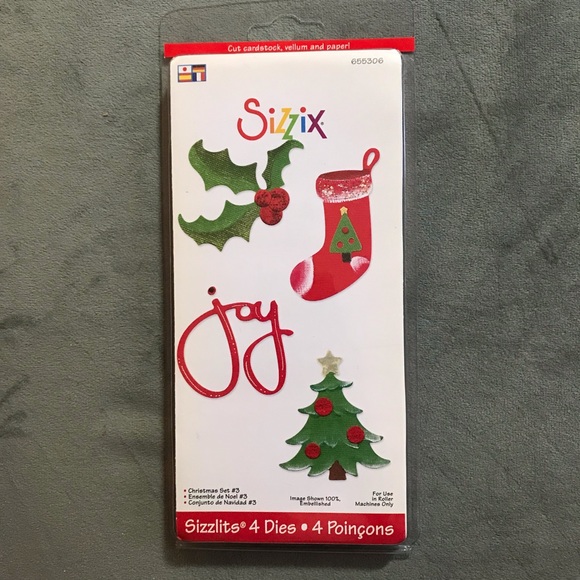 Cut cardstock, vellum and paper!
655306
Sizzix®
joy
• Christmas Set #3
• Ensemble de Noel #3
• Conjunto de Navidad #3
Image Shown 100%,
Embellished
For Use
in Roller
Machines Only
Sizzlits® 4 Dies • 4 Poinçons